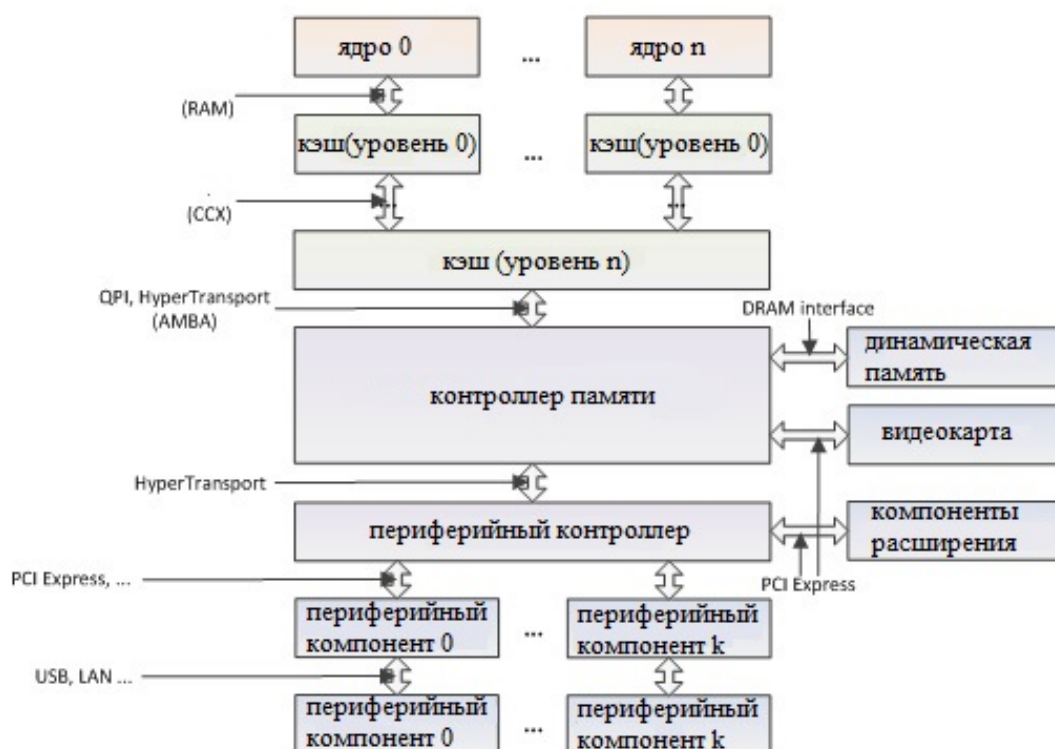 ядро 0
...
ядро n
(RAM)
кэш(уровень 0)
...
кэш(уровень 0)
...
...
(CCX)
кэш (уровень n)
QPI, HyperTransport
(AMBA)
DRAM interface
контроллер памяти
динамическая
память
видеокарта
HyperTransport
периферийный контроллер
компоненты
расширения
PCI Express, ...
PCI Express
периферийный
компонент 0
...
периферийный
компонент k
USB, LAN ...
периферийный
компонент 0
...
периферийный
компонент k